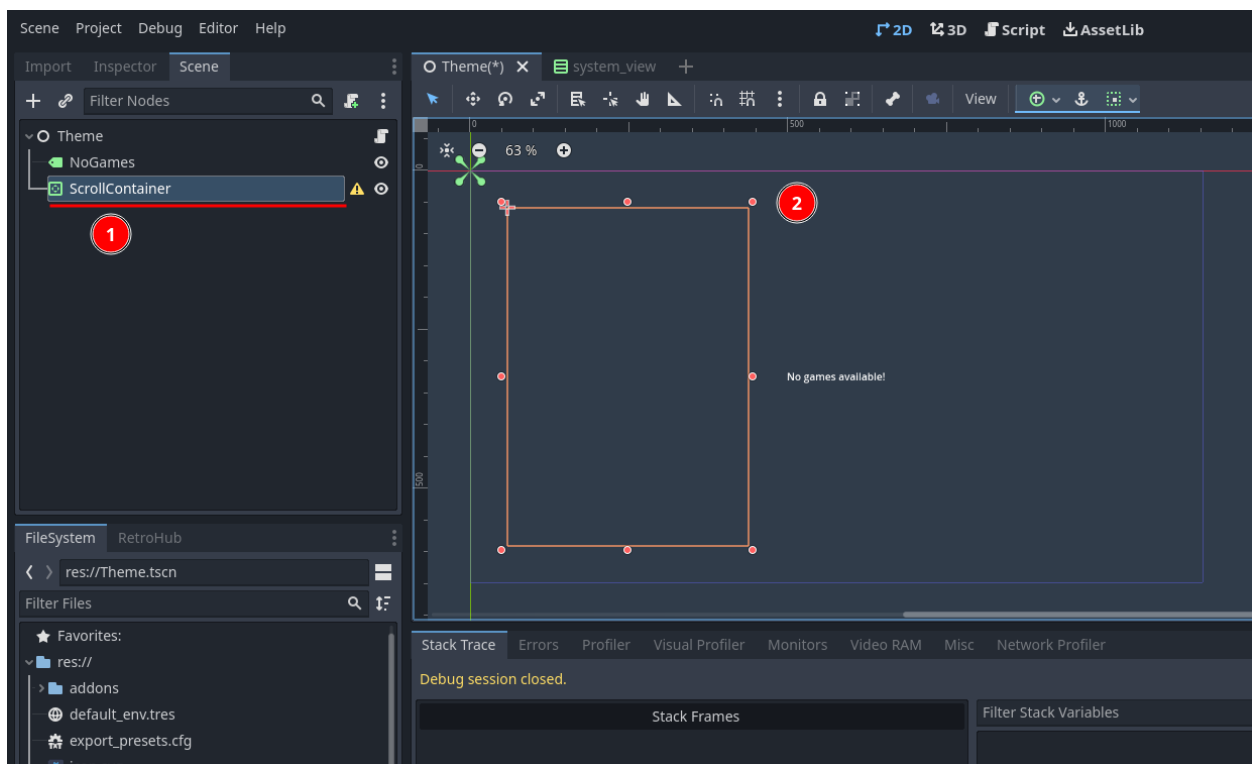 Scene Project Debug Editor Help
2D 3D Script AssetLib
Import Inspector Scene
Theme(*) system_view
Filter Nodes
View
Theme
NoGames
ScrollContainer
1
0 500 1000
63 %
0
2
No games available!
500
FileSystem RetroHub
res://Theme.tscn
Filter Files
Favorites:
res://
addons
default_env.tres
export_presets.cfg
Stack Trace Errors Profiler Visual Profiler Monitors Video RAM Misc Network Profiler
Debug session closed.
Stack Frames
Filter Stack Variables